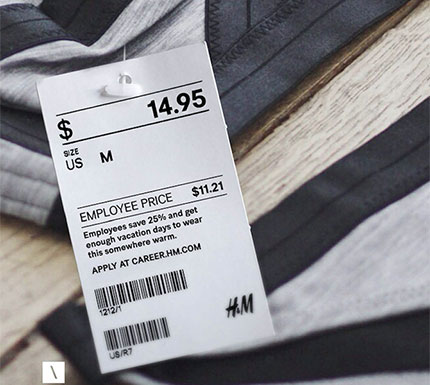 $ 14.95
SIZE
US M
EMPLOYEE PRICE $11.21
Employees save 25% and get
enough vacation days to wear
this somewhere warm.
APPLY AT CAREER.HM.COM
1212/1
H&M
US/R7
\